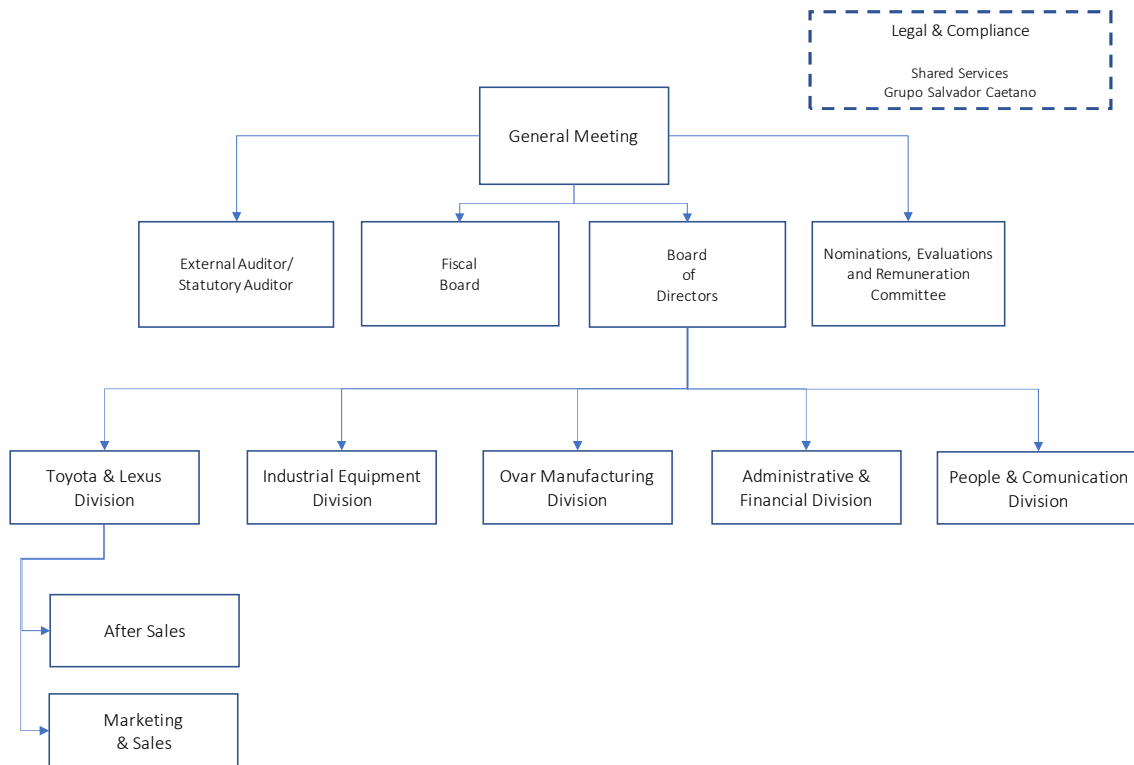 Legal & Compliance
Shared Services
Grupo Salvador Caetano
General Meeting
External Auditor/
Statutory Auditor
Fiscal
Board
Board
of
Directors
Nominations, Evaluations
and Remuneration
Committee
Toyota & Lexus
Division
Industrial Equipment
Division
Ovar Manufacturing
Division
Administrative &
Financial Division
People & Comunication
Division
After Sales
Marketing
& Sales